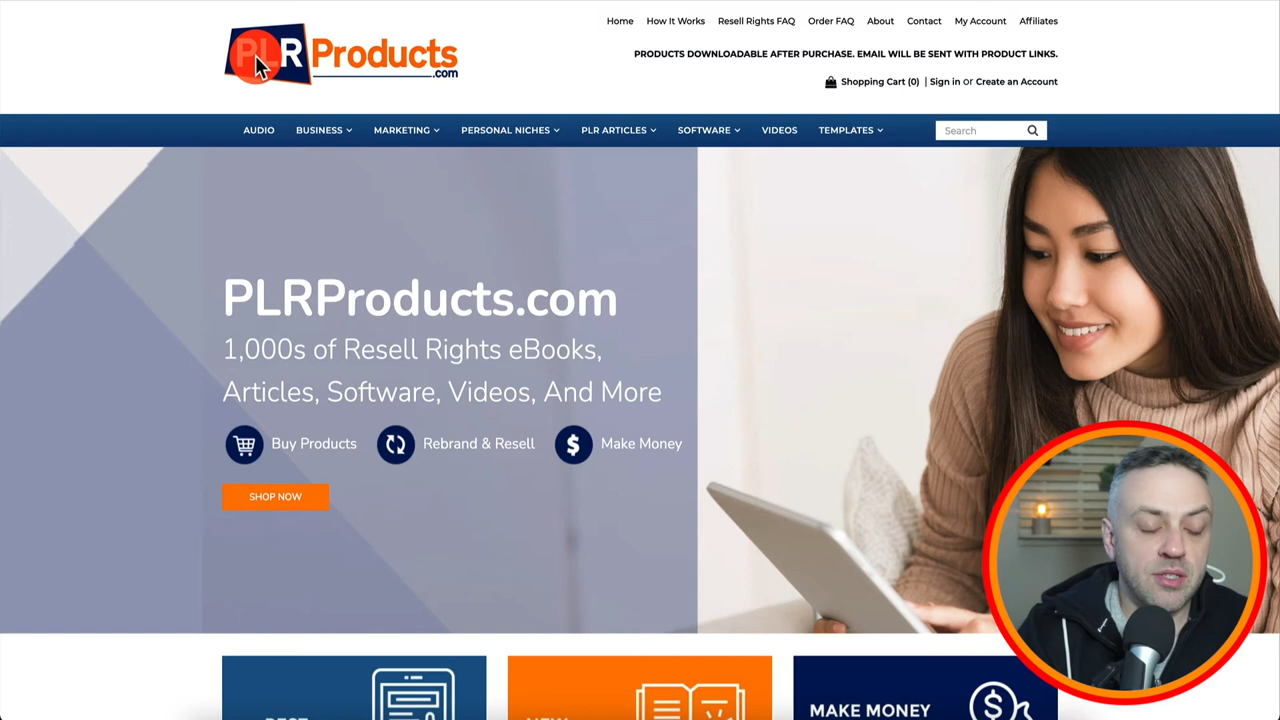 Home How It Works Resell Rights FAQ Order FAQ About Contact My Account Affiliates
PLR Products
.com
PRODUCTS DOWNLOADABLE AFTER PURCHASE. EMAIL WILL BE SENT WITH PRODUCT LINKS.
Shopping Cart (0) | Sign in or Create an Account
AUDIO BUSINESS MARKETING PERSONAL NICHES PLR ARTICLES SOFTWARE VIDEOS TEMPLATES Search
PLRProducts.com
1,000s of Resell Rights eBooks,
Articles, Software, Videos, And More
Buy Products Rebrand & Resell Make Money
SHOP NOW
MAKE MONEY